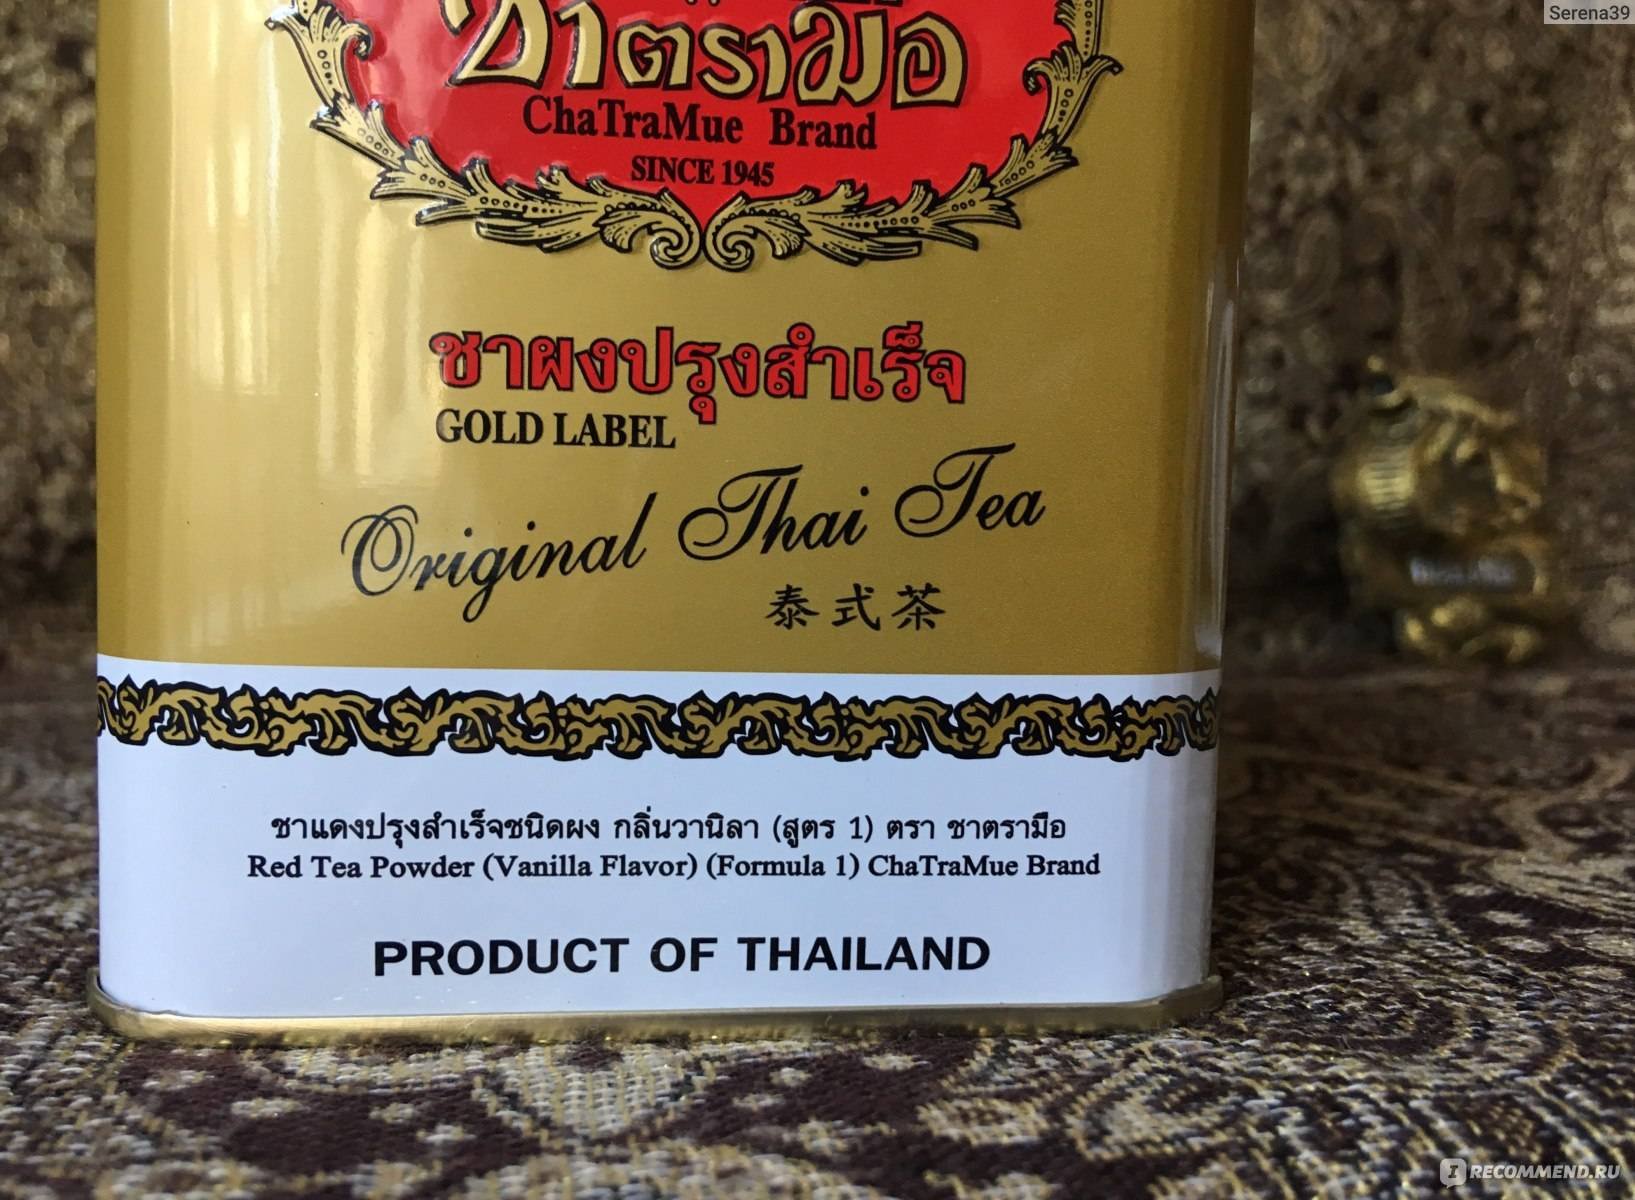 Serena39
ชาตรามือ
ChaTraMue Brand
SINCE 1945
ชาผงปรุงสำเร็จ
GOLD LABEL
Original Thai Tea
泰式茶
ชาแดงปรุงสำเร็จชนิดผง กลิ่นวานิลา (สูตร 1) ตรา ชาตรามือ
Red Tea Powder (Vanilla Flavor) (Formula 1) ChaTraMue Brand
PRODUCT OF THAILAND
IRECOMMEND.RU